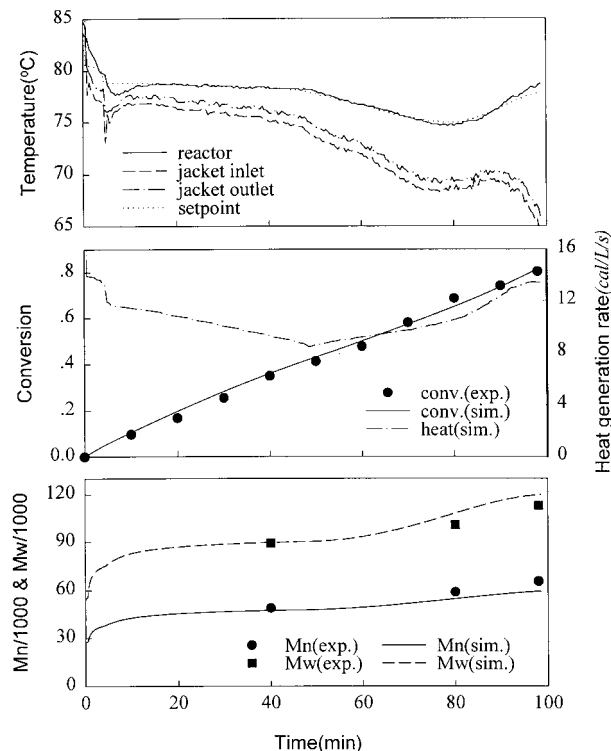 Temperature(ºC)
85
80
75
70
65
reactor
jacket inlet
jacket outlet
setpoint
Conversion
.8
.6
.4
.2
0.0
16
12
8
4
0
Heat generation rate(cal/L/s)
conv.(exp.)
conv.(sim.)
heat(sim.)
Mn/1000 & Mw/1000
120
90
60
30
0
Mn(exp.) Mn(sim.)
Mw(exp.) Mw(sim.)
0 20 40 60 80 100
Time(min)